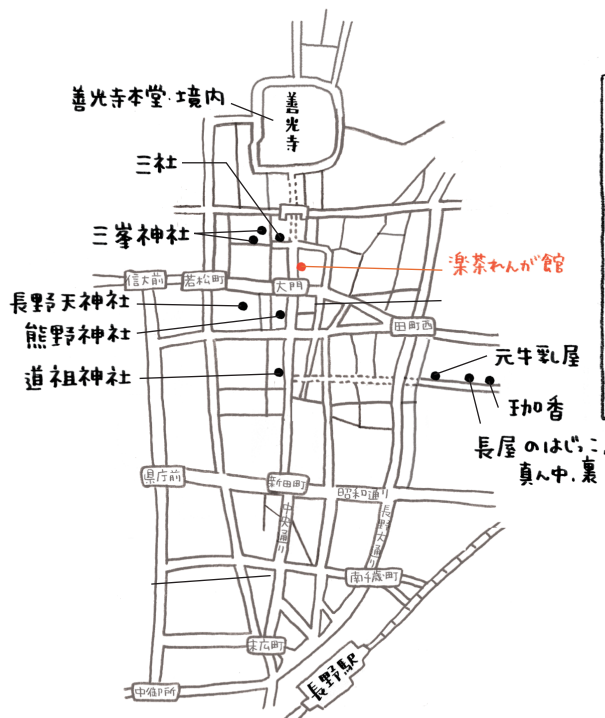 善光寺本堂・境内
善光寺
三社
三峯神社
楽茶れんが館
信大前
若松町
大門
長野天神社
熊野神社
田町西
道祖神社
元牛乳屋
珈香
長屋のはじっこ、
真ん中、裏
県庁前
新田町
昭和通り
中央通り
長野大通り
南千歳町
末広町
長野駅
中御所